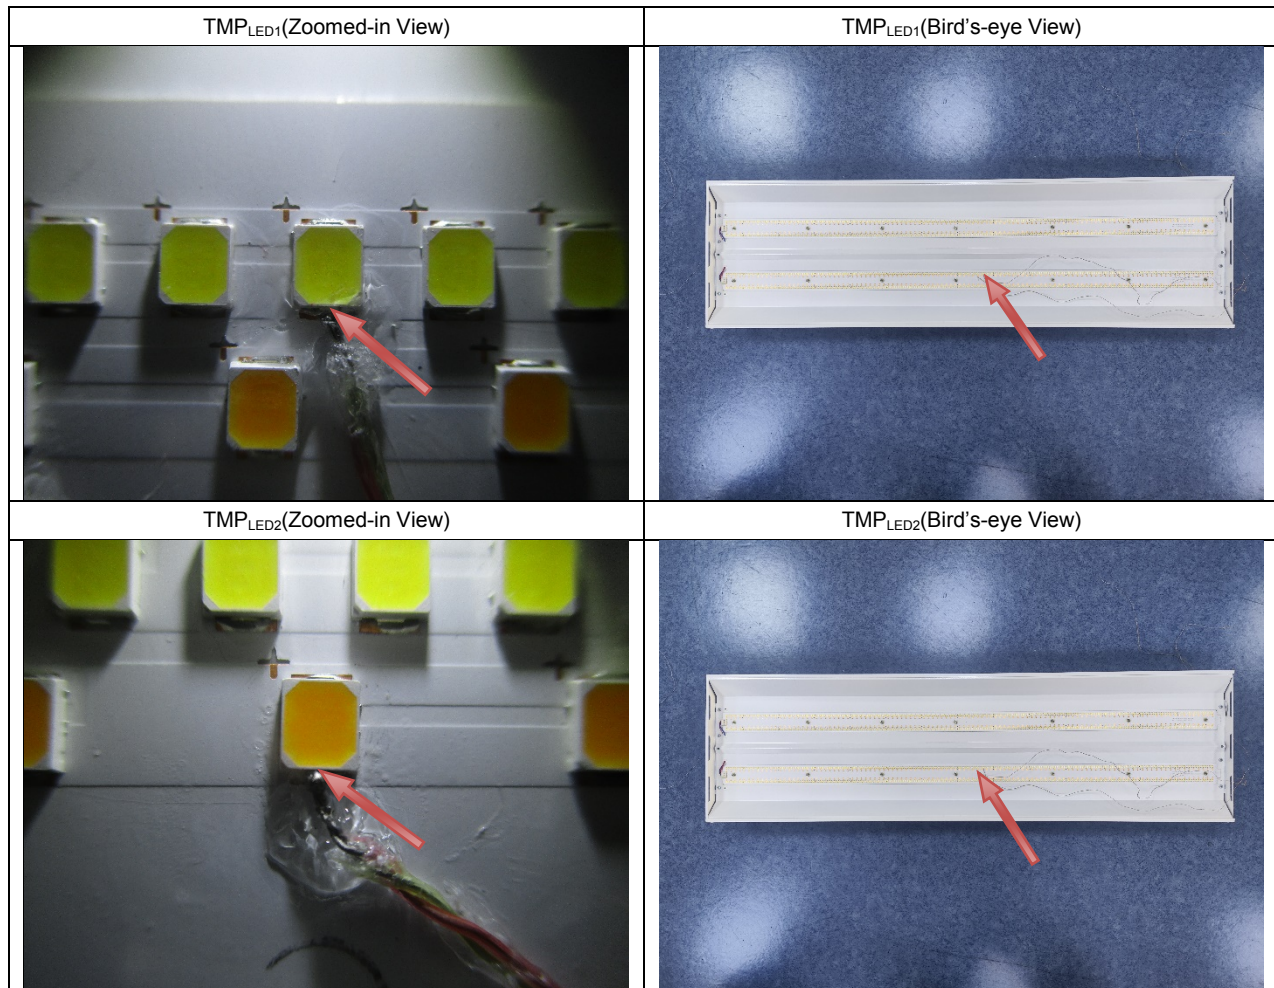 TMPLED1(Zoomed-in View)
TMPLED1(Bird's-eye View)
TMPLED2(Zoomed-in View)
TMPLED2(Bird's-eye View)